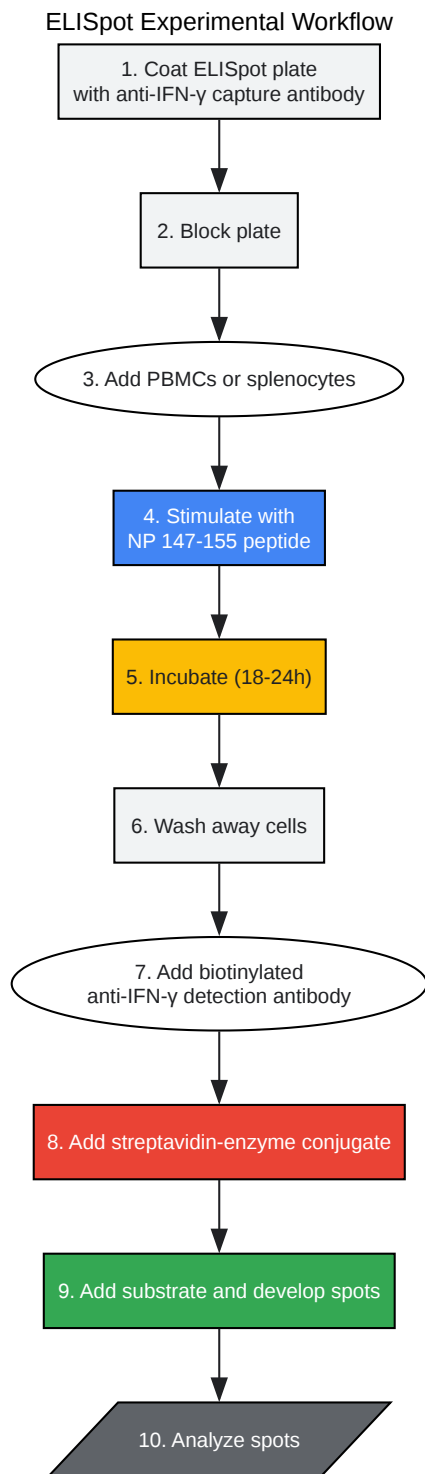 ELISpot Experimental Workflow
1. Coat ELISpot plate
with anti-IFN-γ capture antibody
2. Block plate
3. Add PBMCs or splenocytes
4. Stimulate with
NP 147-155 peptide
5. Incubate (18-24h)
6. Wash away cells
7. Add biotinylated
anti-IFN-γ detection antibody
8. Add streptavidin-enzyme conjugate
9. Add substrate and develop spots
10. Analyze spots